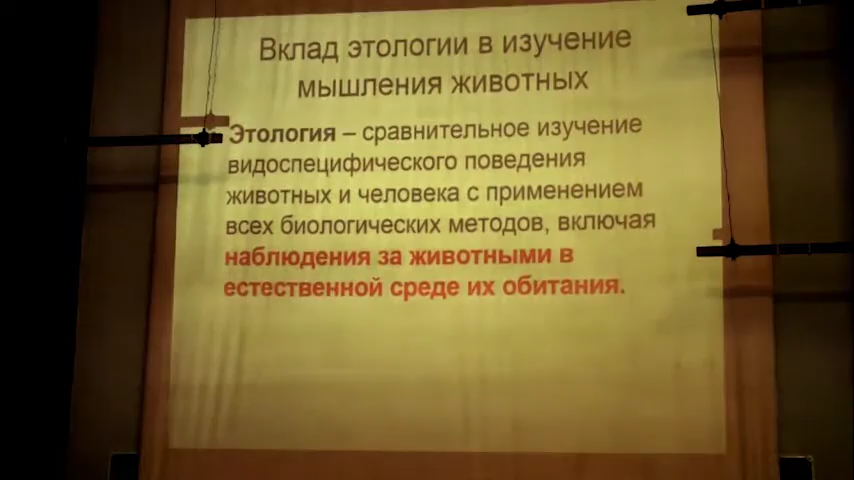 Вклад этологии в изучение
мышления животных
Этология – сравнительное изучение
видоспецифического поведения
животных и человека с применением
всех биологических методов, включая
наблюдения за животными в
естественной среде их обитания.